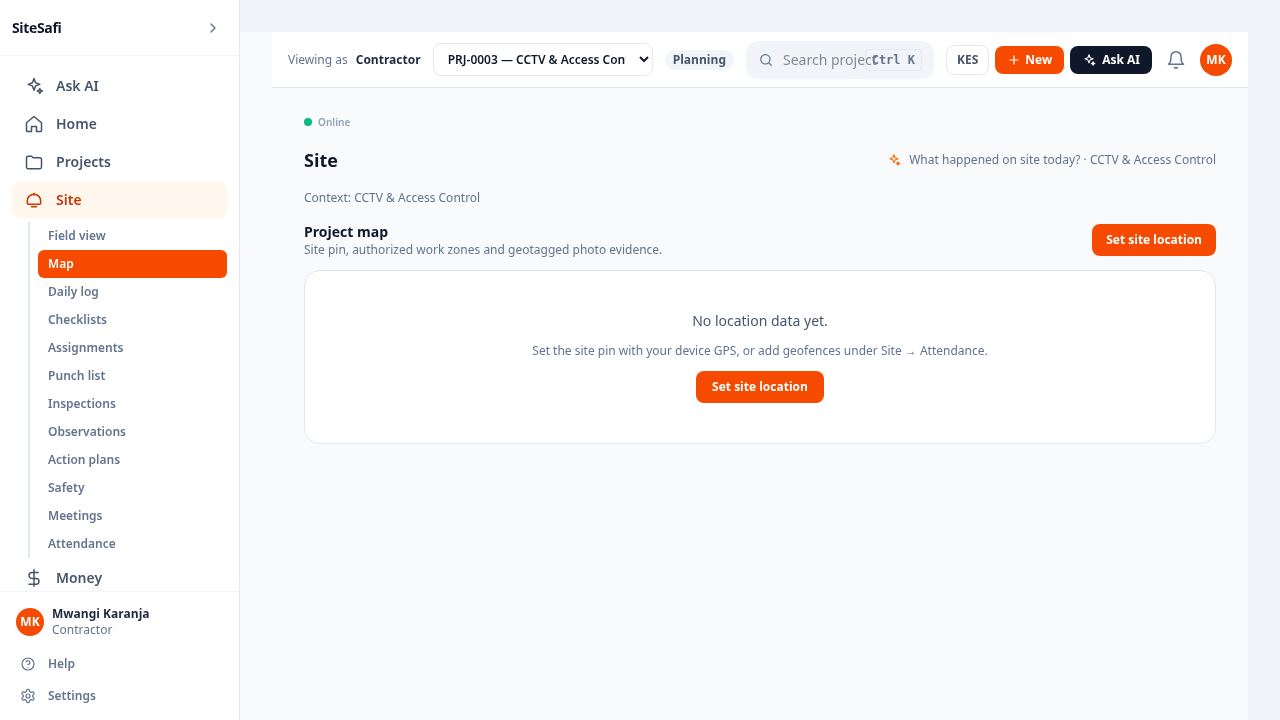 SiteSafi
Ask AI
Home
Projects
Site
Field view
Map
Daily log
Checklists
Assignments
Punch list
Inspections
Observations
Action plans
Safety
Meetings
Attendance
Money
MK
Mwangi Karanja
Contractor
Help
Settings
Viewing as Contractor
PRJ-0003 — CCTV & Access Con
Planning
Search project
Ctrl K
KES
New
Ask AI
MK
Online
Site
What happened on site today? · CCTV & Access Control
Context: CCTV & Access Control
Project map
Site pin, authorized work zones and geotagged photo evidence.
Set site location
No location data yet.
Set the site pin with your device GPS, or add geofences under Site → Attendance.
Set site location